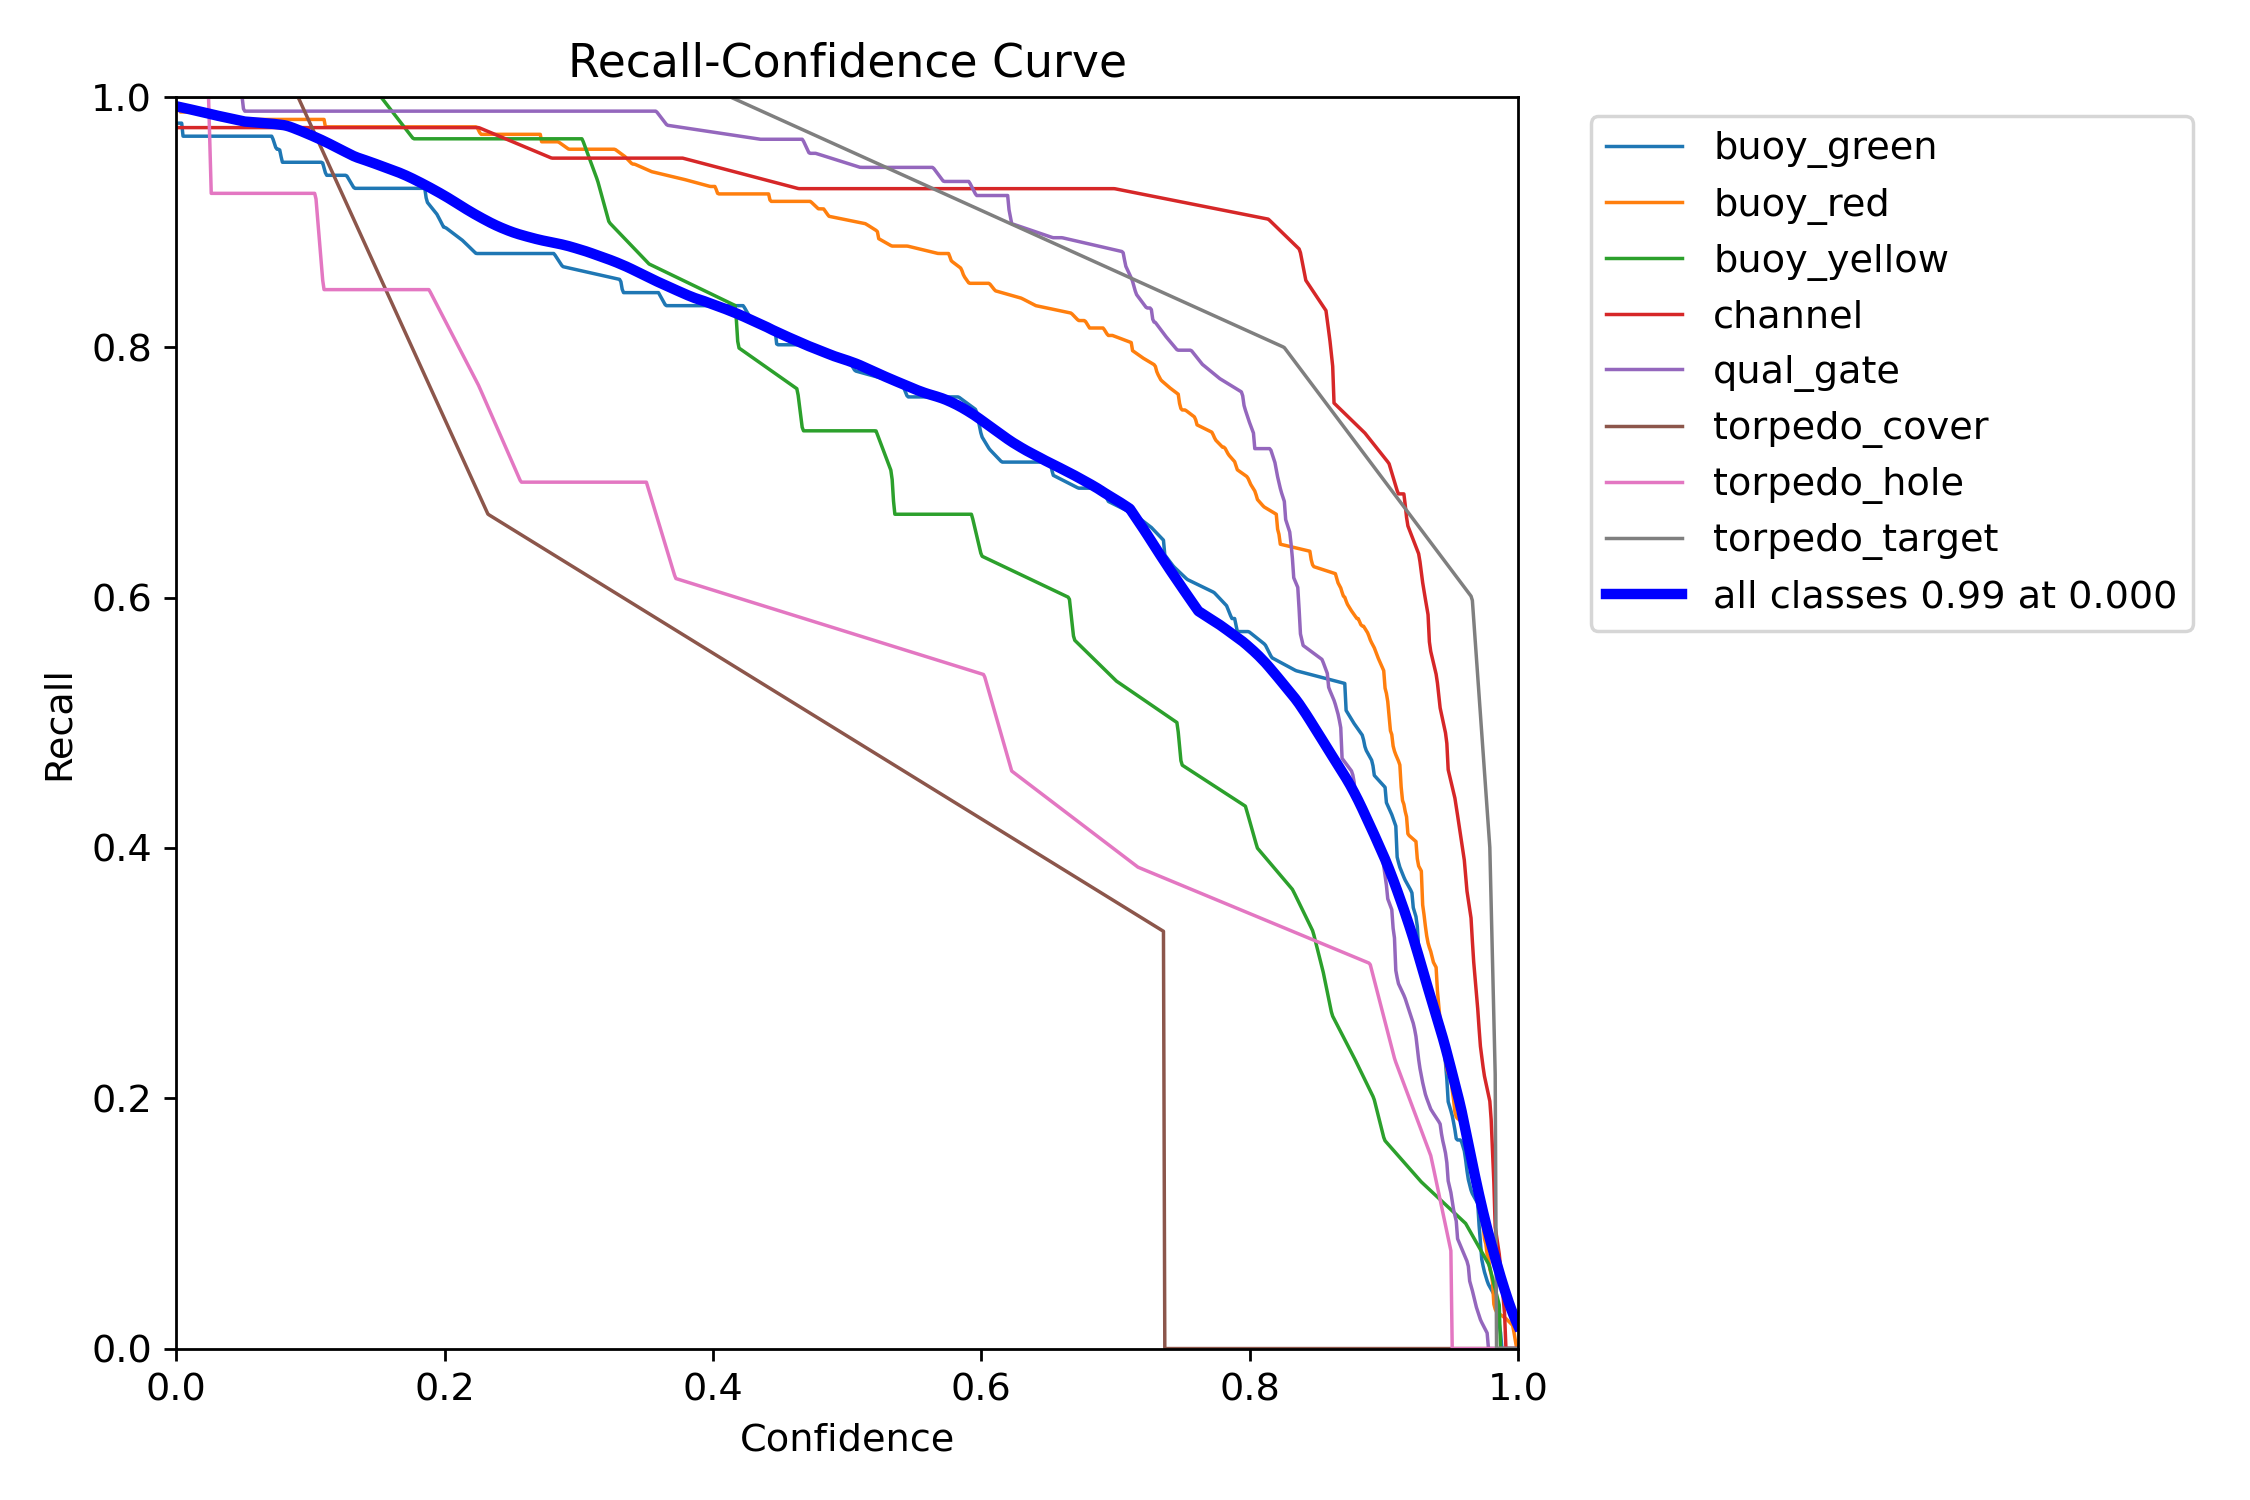 Recall-Confidence Curve
1.0
0.8
0.6
0.4
0.2
0.0
Recall
0.0 0.2 0.4 0.6 0.8 1.0
Confidence
buoy_green
buoy_red
buoy_yellow
channel
qual_gate
torpedo_cover
torpedo_hole
torpedo_target
all classes 0.99 at 0.000